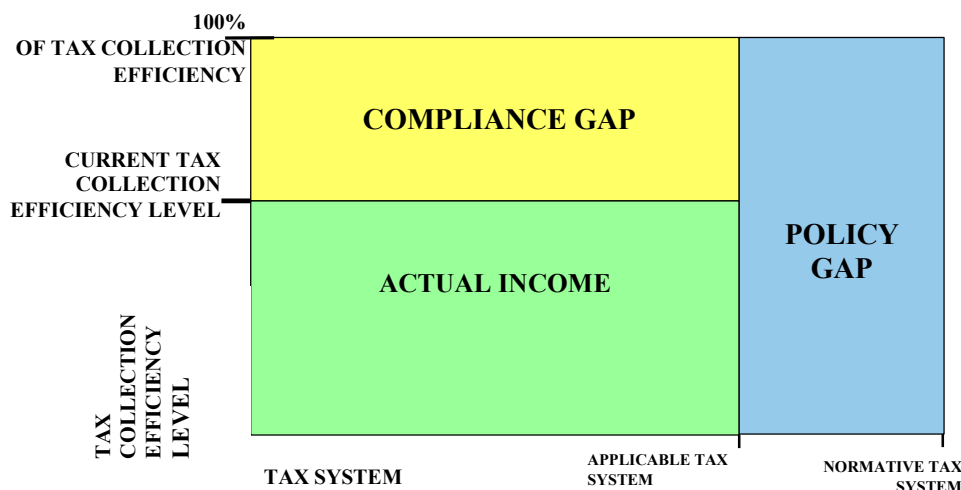 100%
OF TAX COLLECTION
EFFICIENCY
COMPLIANCE GAP
CURRENT TAX
COLLECTION
EFFICIENCY LEVEL
POLICY
GAP
ACTUAL INCOME
TAX
COLLECTION
EFFICIENCY
LEVEL
TAX SYSTEM
APPLICABLE TAX
SYSTEM
NORMATIVE TAX
SYSTEM